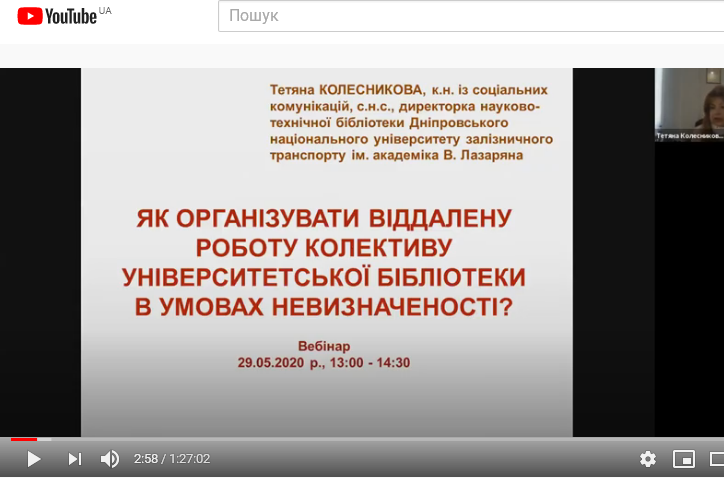 YouTube UA
Пошук
Тетяна КОЛЕСНИКОВА, к.н. із соціальних
комунікацій, с.н.с., директорка науково-
технічної бібліотеки Дніпровського
національного університету залізничного
транспорту ім. академіка В. Лазаряна
Тетяна Колесников...
ЯК ОРГАНІЗУВАТИ ВІДДАЛЕНУ
РОБОТУ КОЛЕКТИВУ
УНІВЕРСИТЕТСЬКОЇ БІБЛІОТЕКИ
В УМОВАХ НЕВИЗНАЧЕНОСТІ?
Вебінар
29.05.2020 р., 13:00 - 14:30
2:58 / 1:27:02